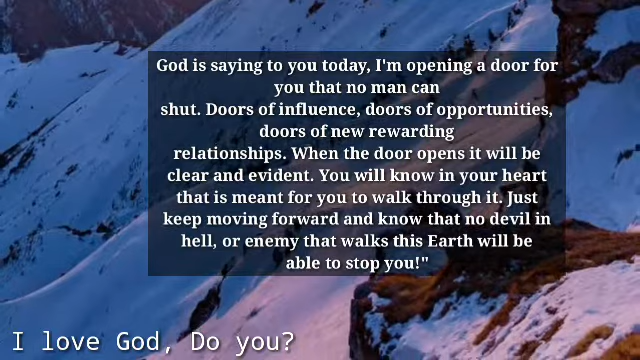 God is saying to you today, I'm opening a door for
you that no man can
shut. Doors of influence, doors of opportunities,
doors of new rewarding
relationships. When the door opens it will be
clear and evident. You will know in your heart
that is meant for you to walk through it. Just
keep moving forward and know that no devil in
hell, or enemy that walks this Earth will be
able to stop you!"
I love God, Do you?